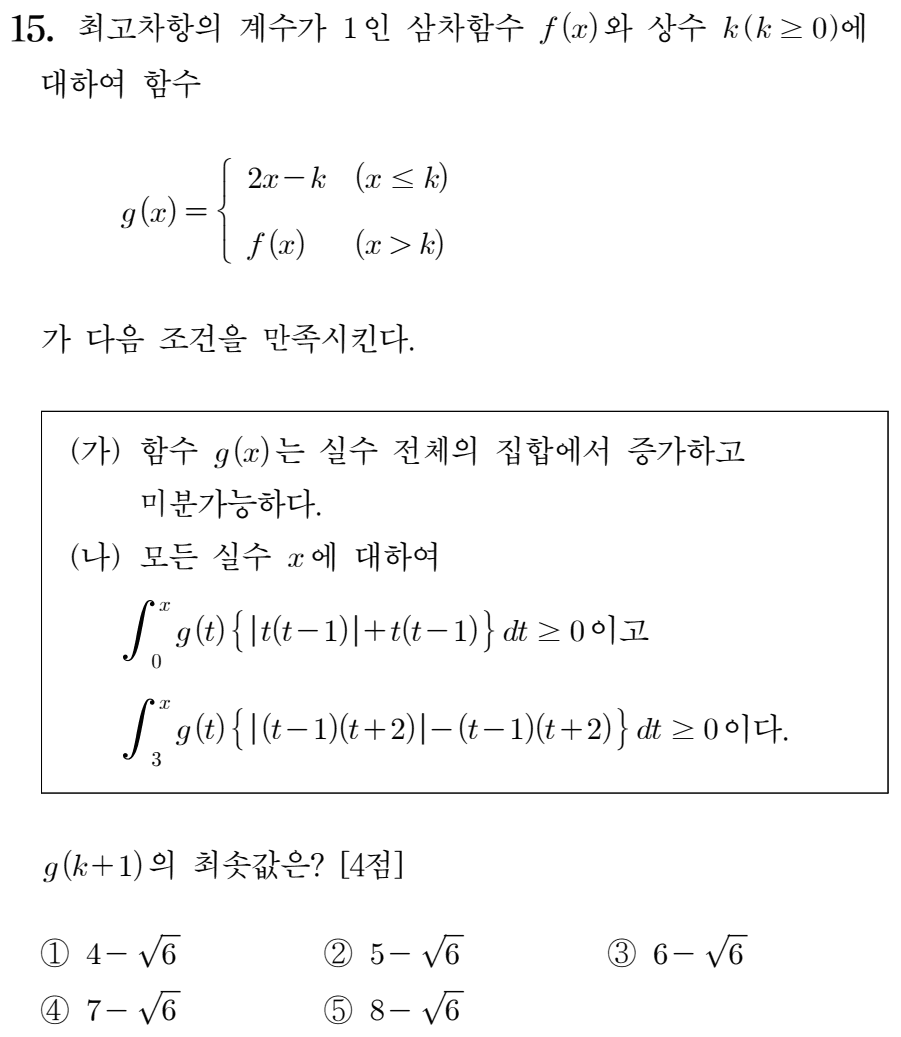 15. 최고차항의 계수가 1인 삼차함수 f(x)와 상수 k(k ≥ 0)에
대하여 함수
g(x) = { 2x − k (x ≤ k)
f(x) (x > k)
가 다음 조건을 만족시킨다.
(가) 함수 g(x)는 실수 전체의 집합에서 증가하고
미분가능하다.
(나) 모든 실수 x에 대하여
∫₀ˣ g(t){|t(t−1)|+t(t−1)} dt ≥ 0이고
∫₃ˣ g(t){|(t−1)(t+2)|−(t−1)(t+2)} dt ≥ 0이다.
g(k+1)의 최솟값은? [4점]
① 4−√6 ② 5−√6 ③ 6−√6
④ 7−√6 ⑤ 8−√6